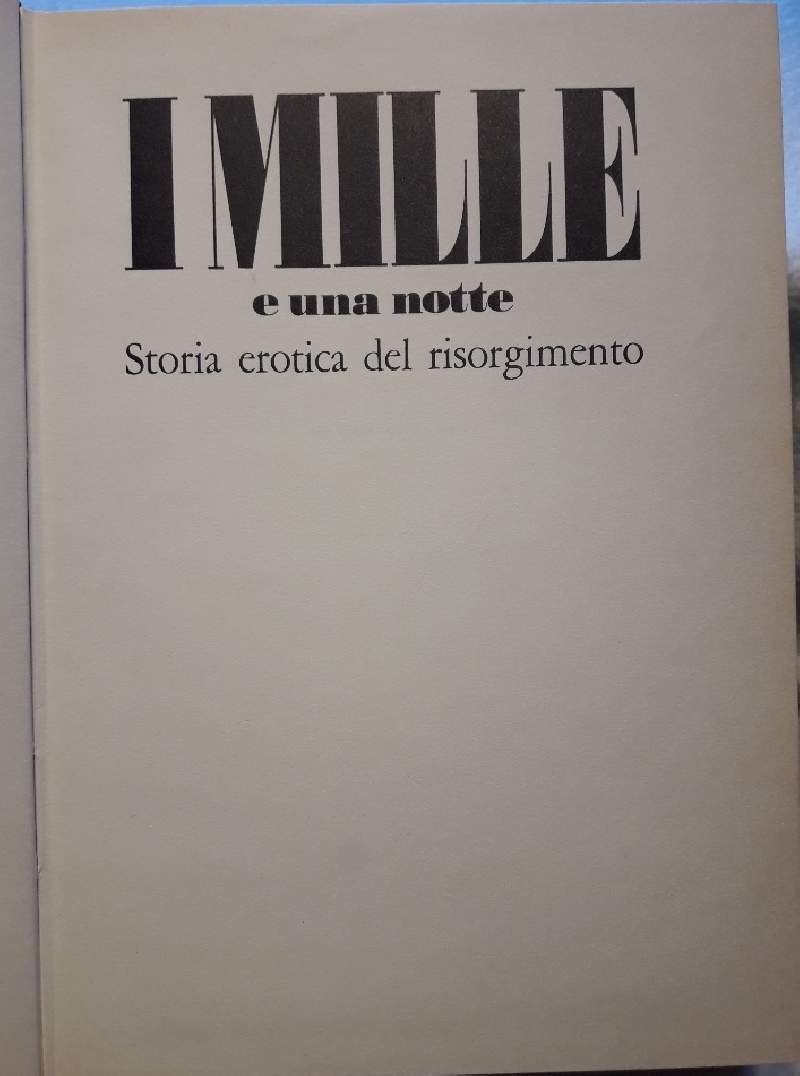 I MILLE
e una notte
Storia erotica del risorgimento